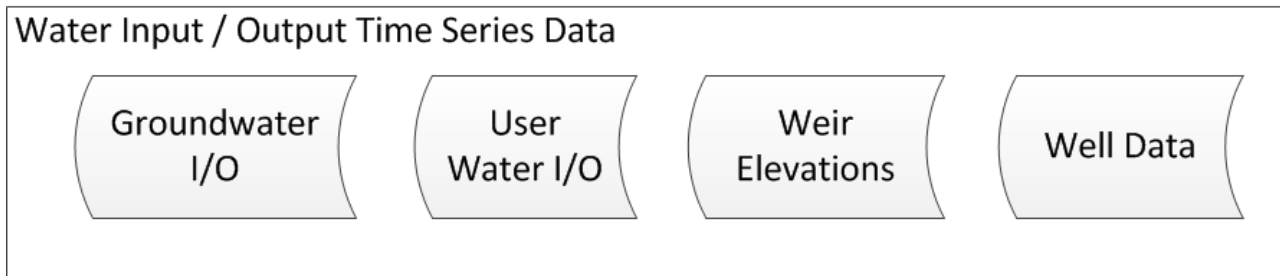 Water Input / Output Time Series Data
Groundwater
I/O
User
Water I/O
Weir
Elevations
Well Data